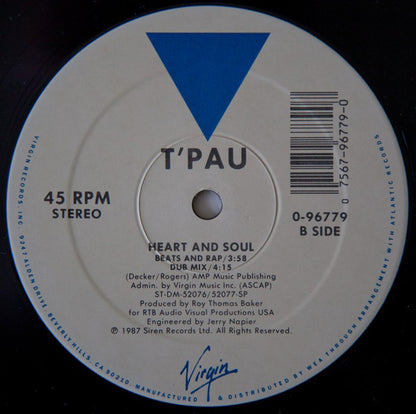 T'PAU
45 RPM
STEREO
0 7567-96779-0
0-96779
B SIDE
HEART AND SOUL
BEATS AND RAP/3:58
DUB MIX/4:15
(Decker/Rogers) AMP Music Publishing
Admin. by Virgin Music Inc. (ASCAP)
ST-DM-52076/52077-SP
Produced by Roy Thomas Baker
for RTB Audio Visual Productions USA
Engineered by Jerry Napier
℗ 1987 Siren Records Ltd. All Rights Reserved.
Virgin
VIRGIN RECORDS INC. 9247 ALDEN DRIVE, BEVERLY HILLS, CA 90210. MANUFACTURED & DISTRIBUTED BY WEA THROUGH ARRANGEMENT WITH ATLANTIC RECORDS